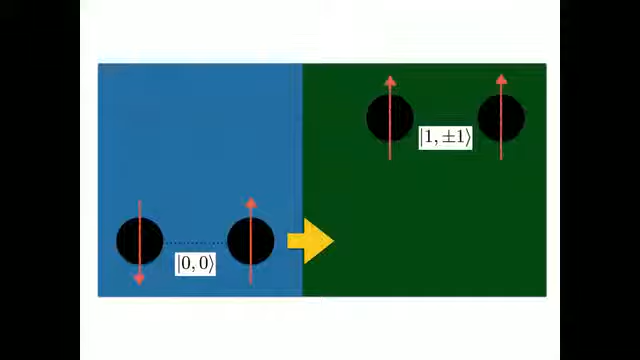 |1, ±1⟩
|0, 0⟩